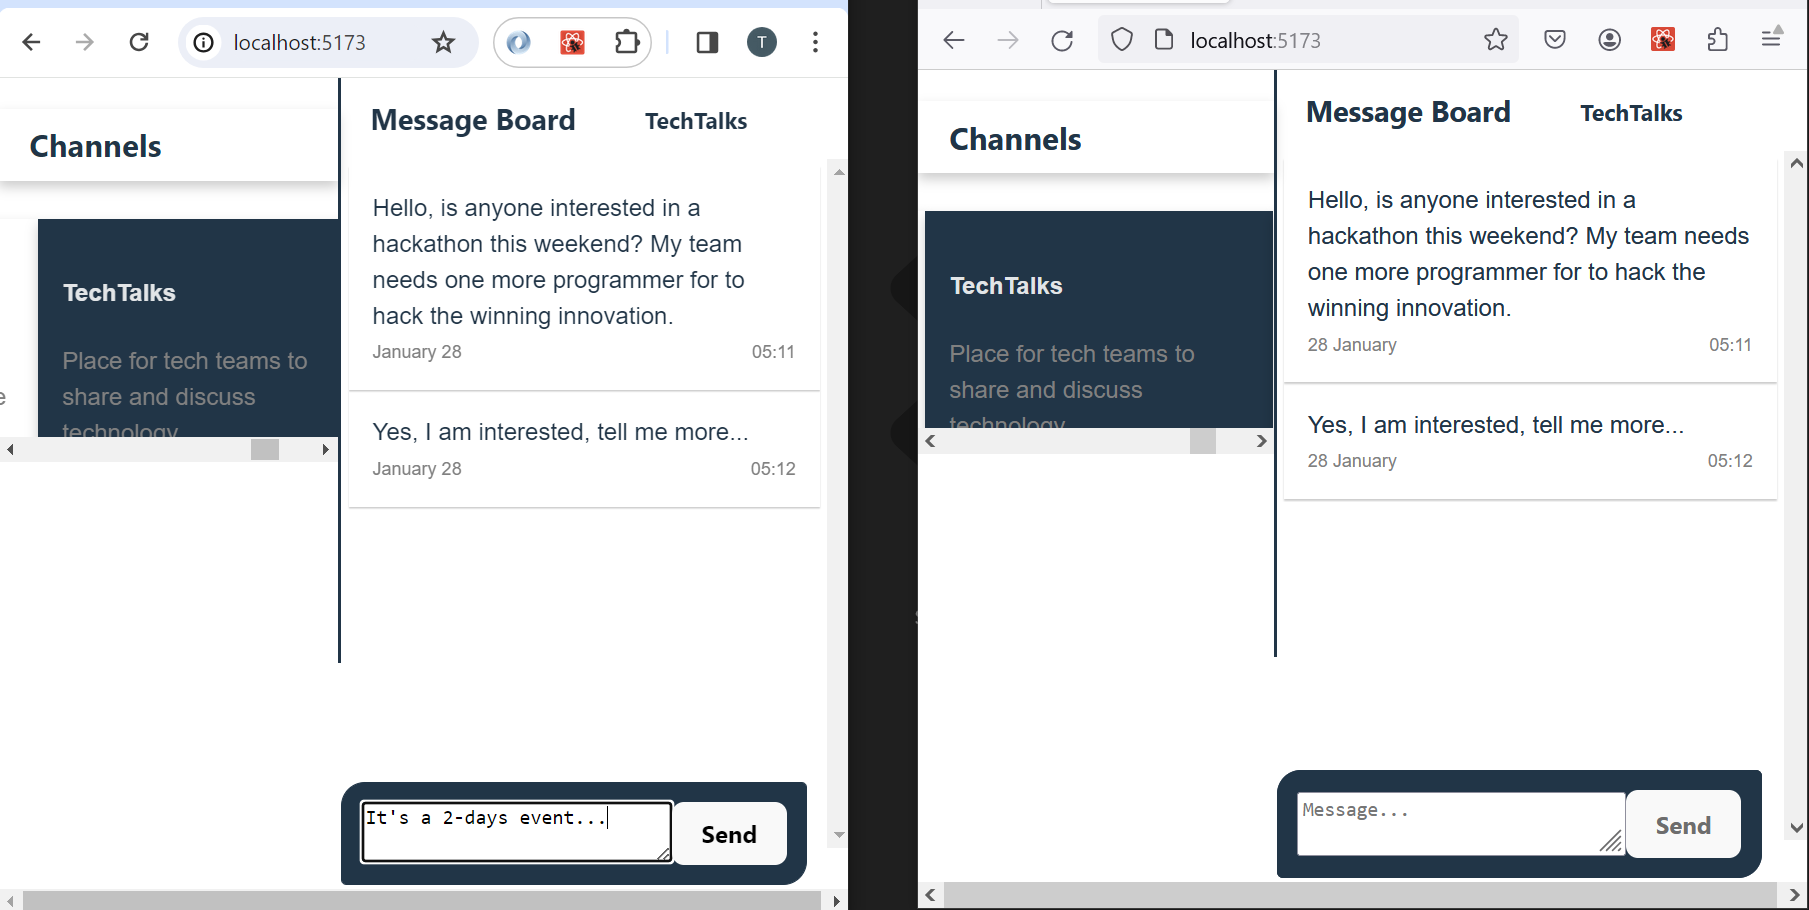 localhost:5173
T
Channels
TechTalks
Place for tech teams to
share and discuss
technology
e
Message Board
TechTalks
Hello, is anyone interested in a
hackathon this weekend? My team
needs one more programmer for to
hack the winning innovation.
January 28
05:11
Yes, I am interested, tell me more...
January 28
05:12
It's a 2-days event...
Send
localhost:5173
Channels
TechTalks
Place for tech teams to
share and discuss
technology
Message Board
TechTalks
Hello, is anyone interested in a
hackathon this weekend? My team needs
one more programmer for to hack the
winning innovation.
28 January
05:11
Yes, I am interested, tell me more...
28 January
05:12
Message...
Send